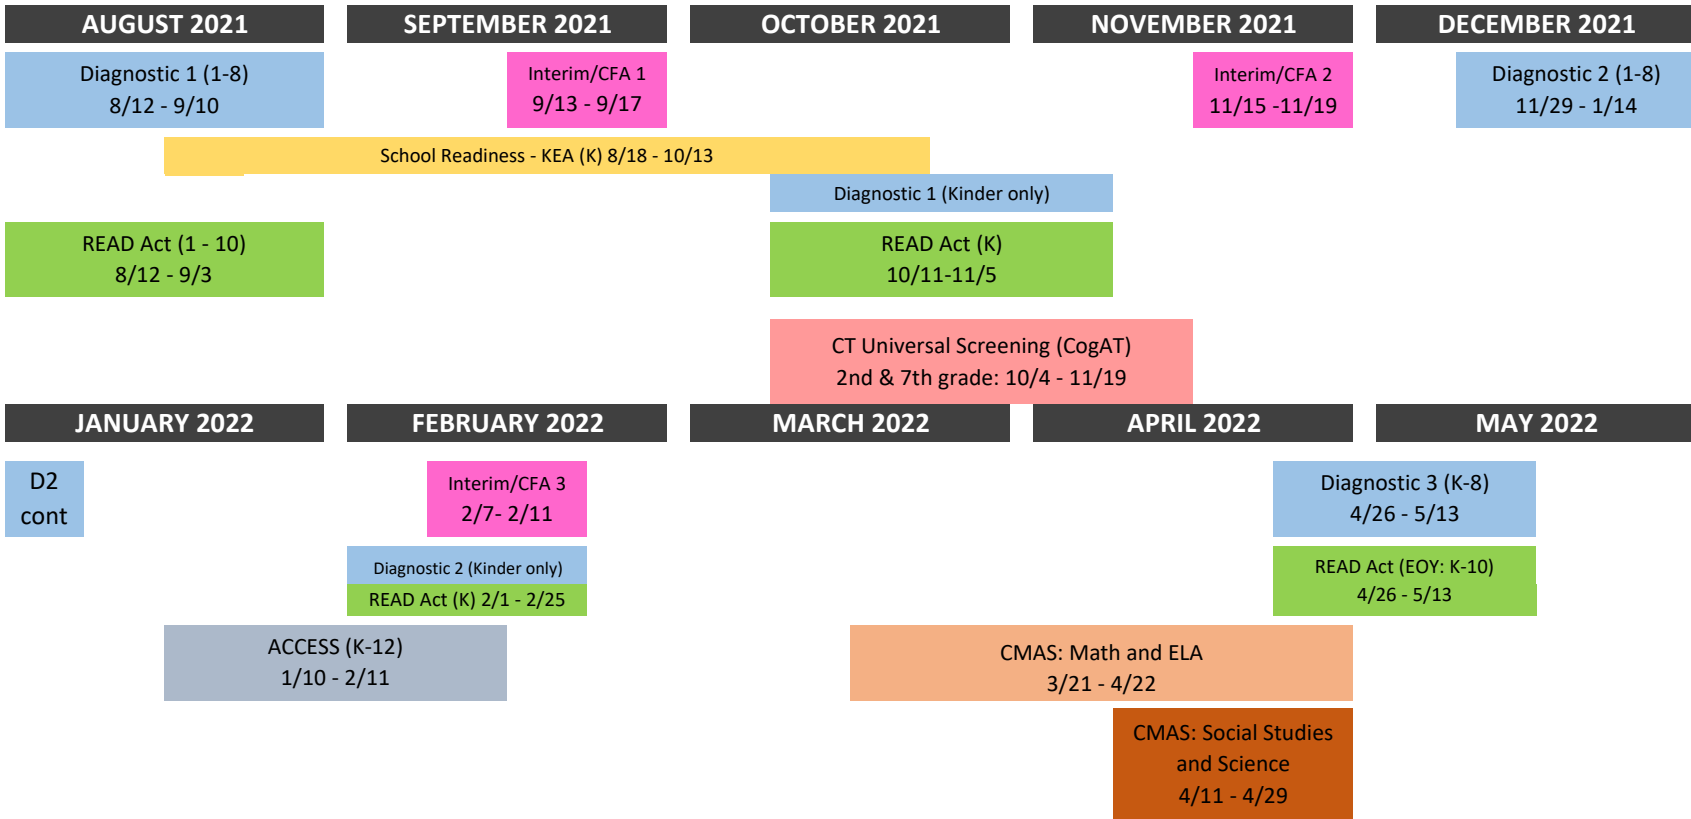 AUGUST 2021
SEPTEMBER 2021
OCTOBER 2021
NOVEMBER 2021
DECEMBER 2021
Diagnostic 1 (1-8)
8/12 - 9/10
Interim/CFA 1
9/13 - 9/17
Interim/CFA 2
11/15 -11/19
Diagnostic 2 (1-8)
11/29 - 1/14
School Readiness - KEA (K) 8/18 - 10/13
Diagnostic 1 (Kinder only)
READ Act (1 - 10)
8/12 - 9/3
READ Act (K)
10/11-11/5
CT Universal Screening (CogAT)
2nd & 7th grade: 10/4 - 11/19
JANUARY 2022
FEBRUARY 2022
MARCH 2022
APRIL 2022
MAY 2022
D2
cont
Interim/CFA 3
2/7- 2/11
Diagnostic 3 (K-8)
4/26 - 5/13
Diagnostic 2 (Kinder only)
READ Act (K) 2/1 - 2/25
READ Act (EOY: K-10)
4/26 - 5/13
ACCESS (K-12)
1/10 - 2/11
CMAS: Math and ELA
3/21 - 4/22
CMAS: Social Studies
and Science
4/11 - 4/29